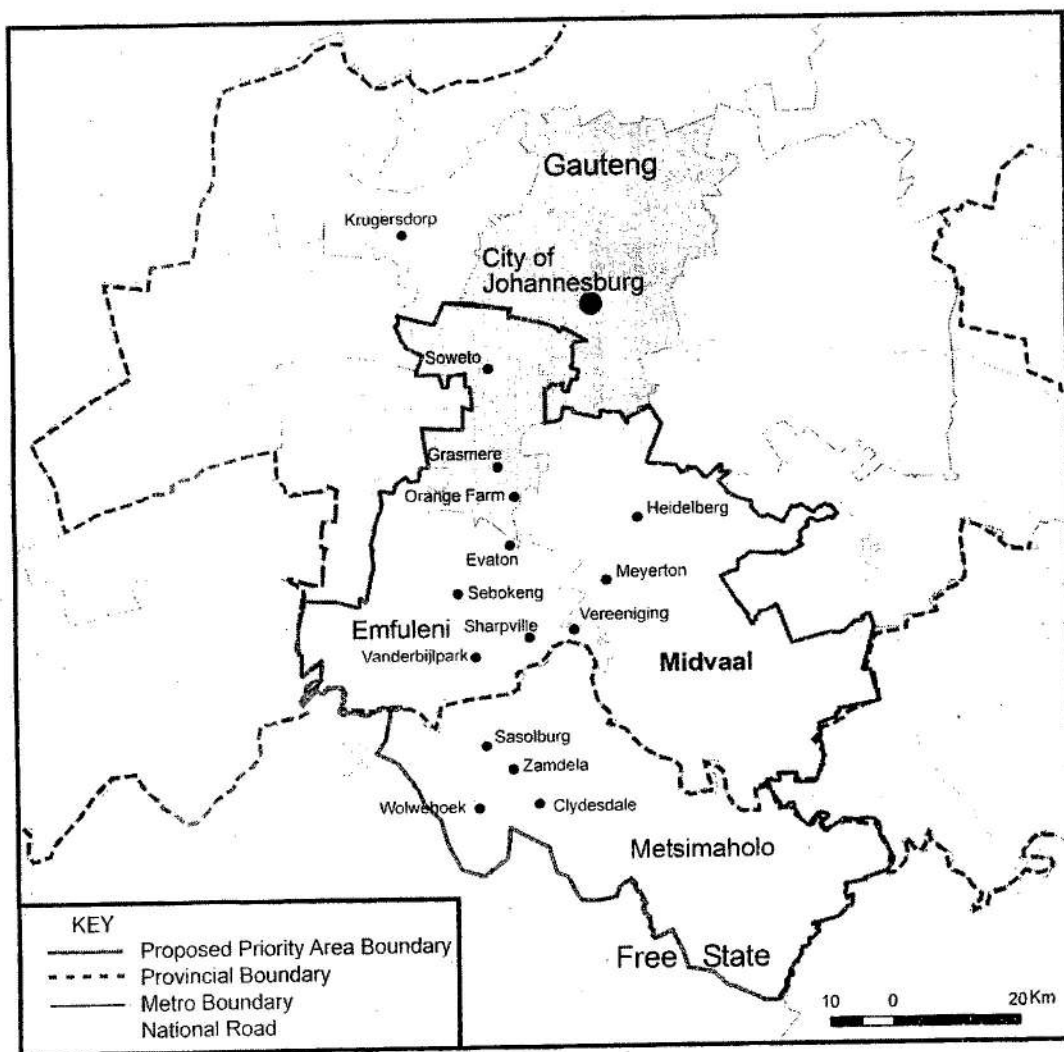 Gauteng
Krugersdorp
City of
Johannesburg
Soweto
Grasmere
Orange Farm
Heidelberg
Evaton
Meyerton
Sebokeng
Vereeniging
Emfuleni
Sharpville
Vanderbijlpark
Midvaal
Sasolburg
Zamdela
Wolwehoek
Clydesdale
Metsimaholo
Free State
KEY
Proposed Priority Area Boundary
Provincial Boundary
Metro Boundary
National Road
10 0 20 Km